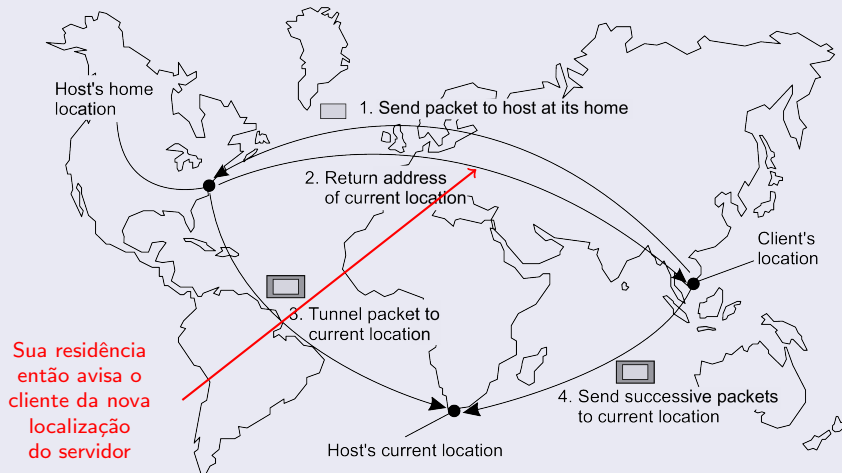 Host's home
location
1. Send packet to host at its home
2. Return address
of current location
Client's
location
3. Tunnel packet to
current location
Sua residência
então avisa o
cliente da nova
localização
do servidor
4. Send successive packets
to current location
Host's current location